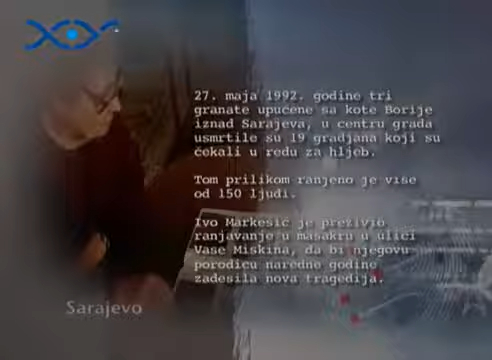 27. maja 1992. godine tri
granate upućene sa kote Borije
iznad Sarajeva, u centru grada
usmrtile su 19 gradjana koji su
čekali u redu za hljeb.
Tom prilikom ranjeno je vise
od 150 ljudi.
Ivo Markesić je preživio
ranjavanje u masakru u ulici
Vase Miskina, da bi njegovu
porodicu naredne godine
zadesila nova tragedija.
Sarajevo